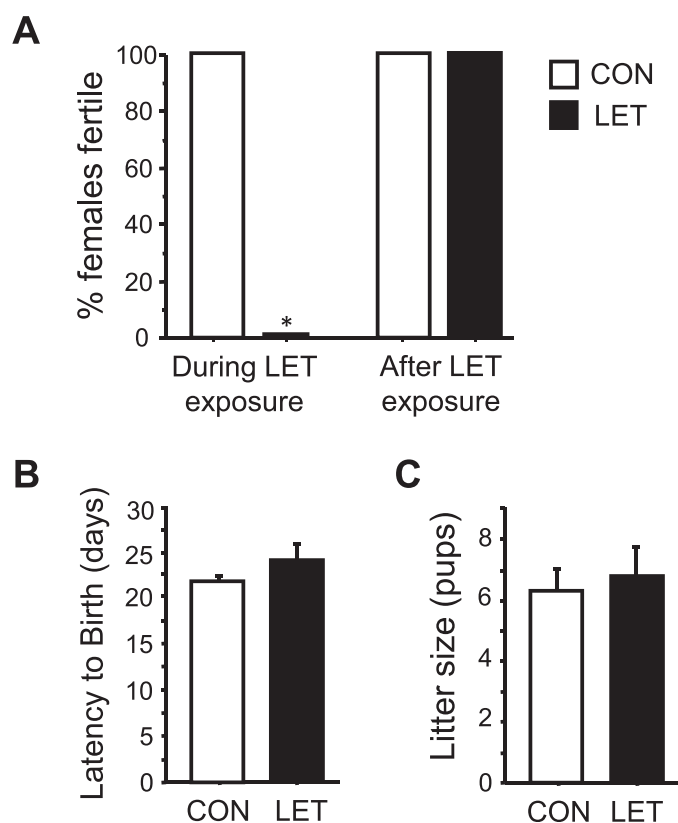 A
% females fertile
100
80
60
40
20
0
*
During LET
exposure
After LET
exposure
CON
LET
B
Latency to Birth (days)
30
25
20
15
10
5
0
CON
LET
C
Litter size (pups)
8
6
4
2
0
CON
LET